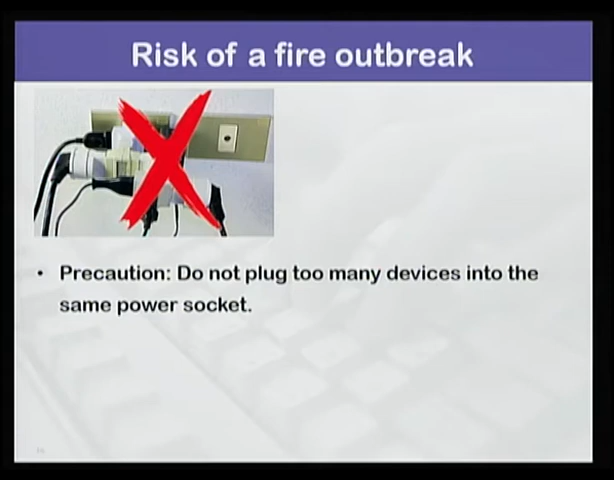 Risk of a fire outbreak
• Precaution: Do not plug too many devices into the
same power socket.